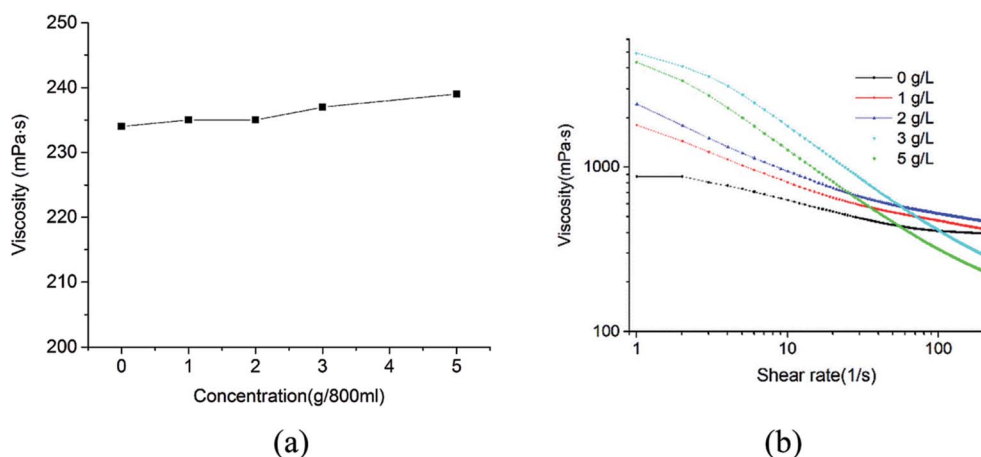 250
240
230
220
210
200
Viscosity (mPa·s)
0 1 2 3 4 5
Concentration(g/800ml)
(a)
1000
100
Viscosity(mPa·s)
0 g/L
1 g/L
2 g/L
3 g/L
5 g/L
1 10 100
Shear rate(1/s)
(b)